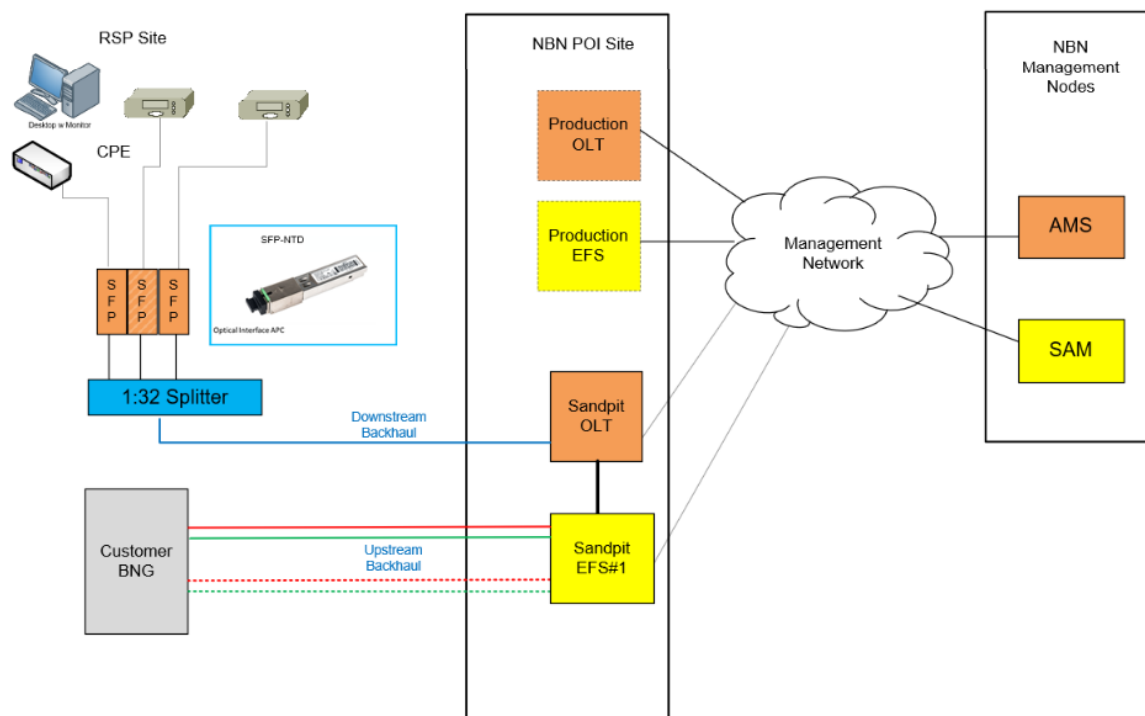 RSP Site
Desktop w Monitor
CPE
S
F
P
S
F
P
S
F
P
SFP-NTD
Optical Interface APC
1:32 Splitter
Downstream
Backhaul
Customer
BNG
Upstream
Backhaul
NBN POI Site
Production
OLT
Production
EFS
Sandpit
OLT
Sandpit
EFS#1
Management
Network
NBN
Management
Nodes
AMS
SAM